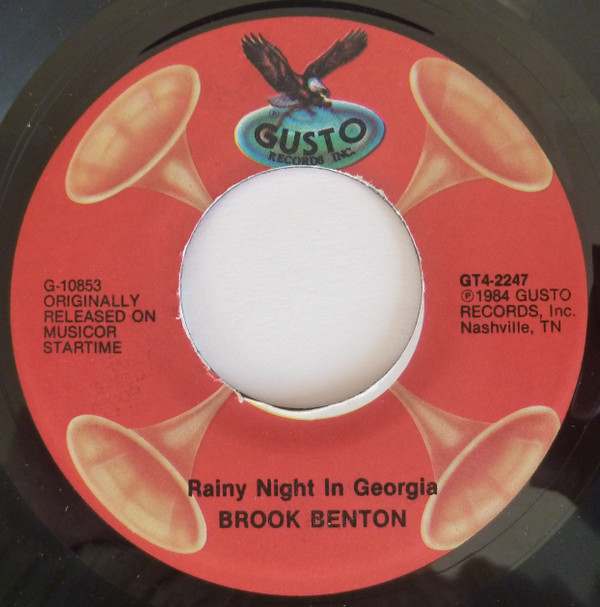 GUSTO
RECORDS INC.
G-10853
ORIGINALLY
RELEASED ON
MUSICOR
STARTIME
GT4-2247
℗1984 GUSTO
RECORDS, Inc.
Nashville, TN
Rainy Night In Georgia
BROOK BENTON